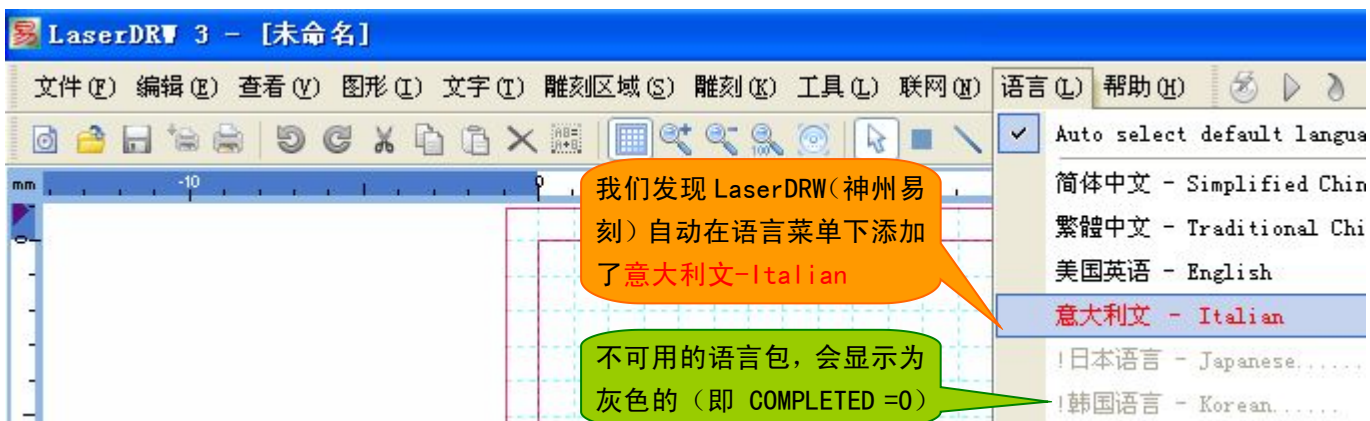 LaserDRW 3 - [未命名]
文件(F) 编辑(E) 查看(V) 图形(I) 文字(T) 雕刻区域(S) 雕刻(K) 工具(L) 联网(N) 语言(L) 帮助(H)
Auto select default langua
mm -10 0
简体中文 - Simplified Chin
繁體中文 - Traditional Chi
美国英语 - English
意大利文 - Italian
!日本语言 - Japanese......
!韩国语言 - Korean......
0
我们发现 LaserDRW(神州易
刻)自动在语言菜单下添加
了意大利文-Italian
不可用的语言包,会显示为
灰色的(即 COMPLETED =0)